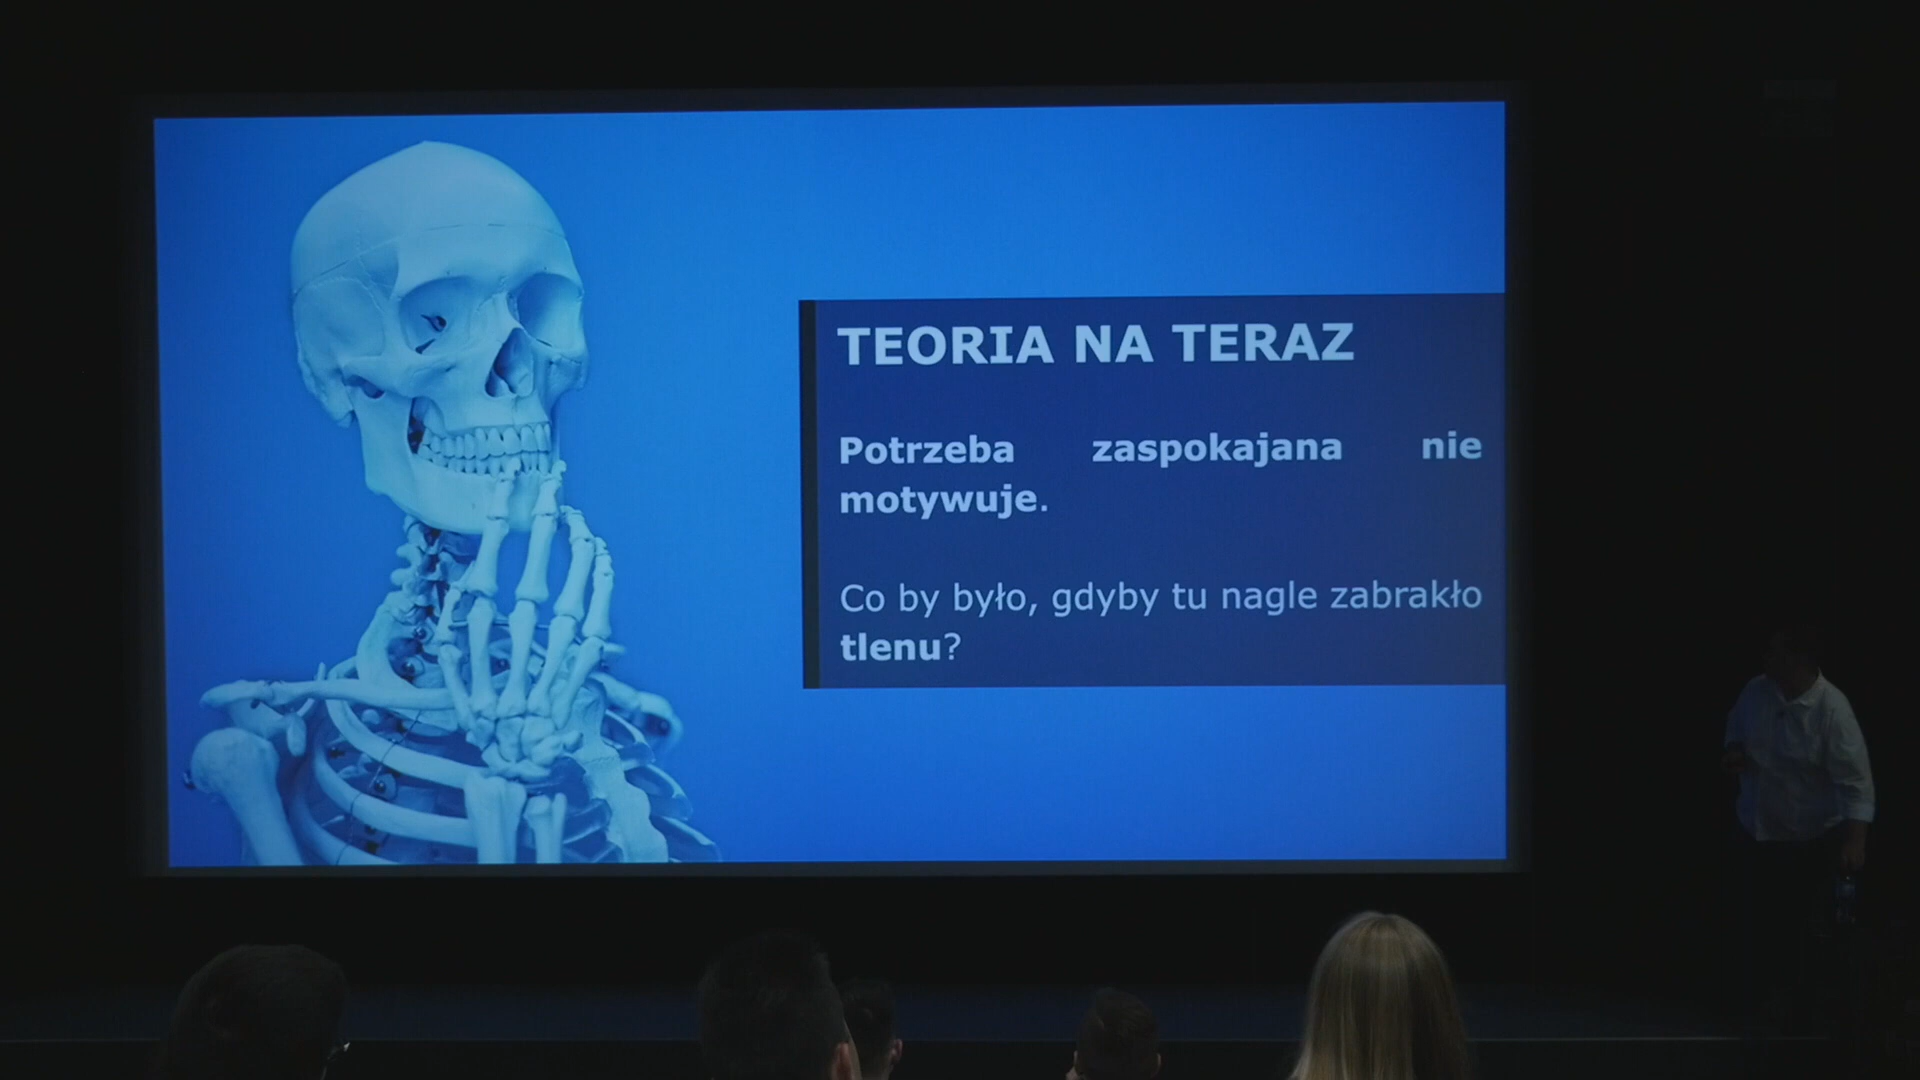 TEORIA NA TERAZ
Potrzeba zaspokajana nie
motywuje.
Co by było, gdyby tu nagle zabrakło
tlenu?